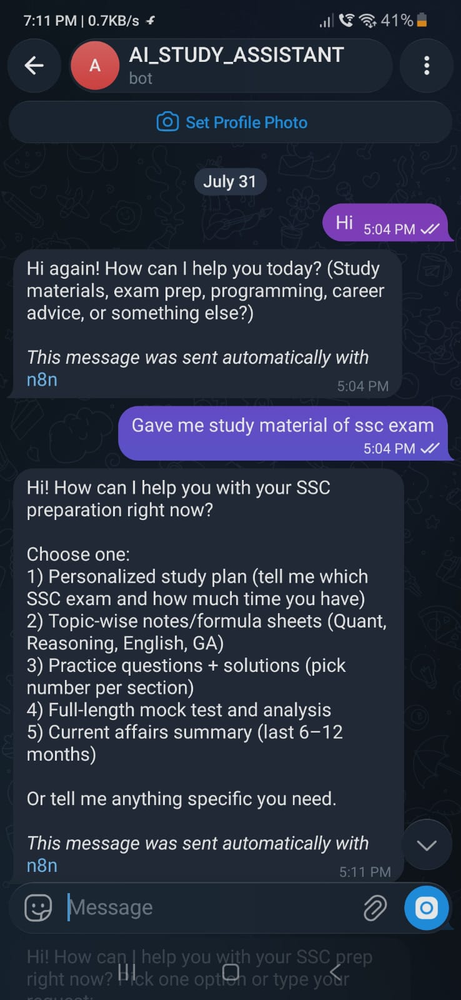 7:11 PM | 0.7KB/s
41%
A
AI_STUDY_ASSISTANT
bot
Set Profile Photo
July 31
Hi 5:04 PM
Hi again! How can I help you today? (Study
materials, exam prep, programming, career
advice, or something else?)
This message was sent automatically with
n8n
5:04 PM
Gave me study material of ssc exam
5:04 PM
Hi! How can I help you with your SSC
preparation right now?
Choose one:
1) Personalized study plan (tell me which
SSC exam and how much time you have)
2) Topic-wise notes/formula sheets (Quant,
Reasoning, English, GA)
3) Practice questions + solutions (pick
number per section)
4) Full-length mock test and analysis
5) Current affairs summary (last 6–12
months)
Or tell me anything specific you need.
This message was sent automatically with
n8n
5:11 PM
Message
Hi! How can I help you with your SSC prep
right now? Pick one option or type your